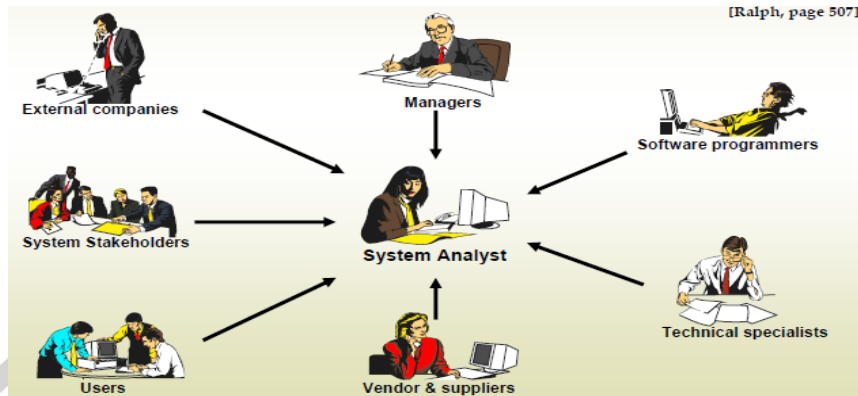 [Ralph, page 507]
External companies
Managers
Software programmers
System Stakeholders
System Analyst
Technical specialists
Users
Vendor & suppliers